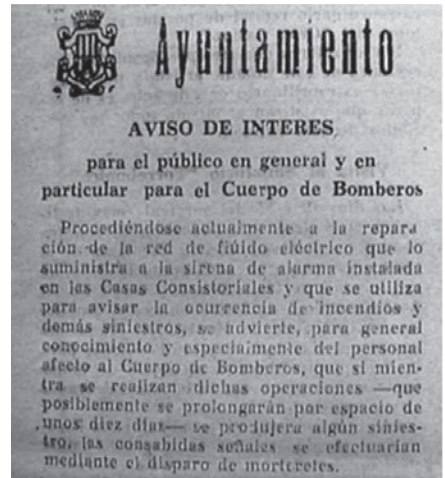 Ayuntamiento
AVISO DE INTERES
para el público en general y en
particular para el Cuerpo de Bomberos
Procediéndose actualmente a la repara
ción de la red de flúido eléctrico que lo
suministra a la sirena de alarma instalada
en las Casas Consistoriales y que se utiliza
para avisar la ocurrencia de incendios y
demás siniestros, se advierte, para general
conocimiento y especialmente del personal
afecto al Cuerpo de Bomberos, que si mien-
tra se realizan dichas operaciones —que
posiblemente se prolongarán por espacio de
unos diez días— se produjera algún sinies-
tro, las consabidas señales se efectuarían
mediante el disparo de morteretes.